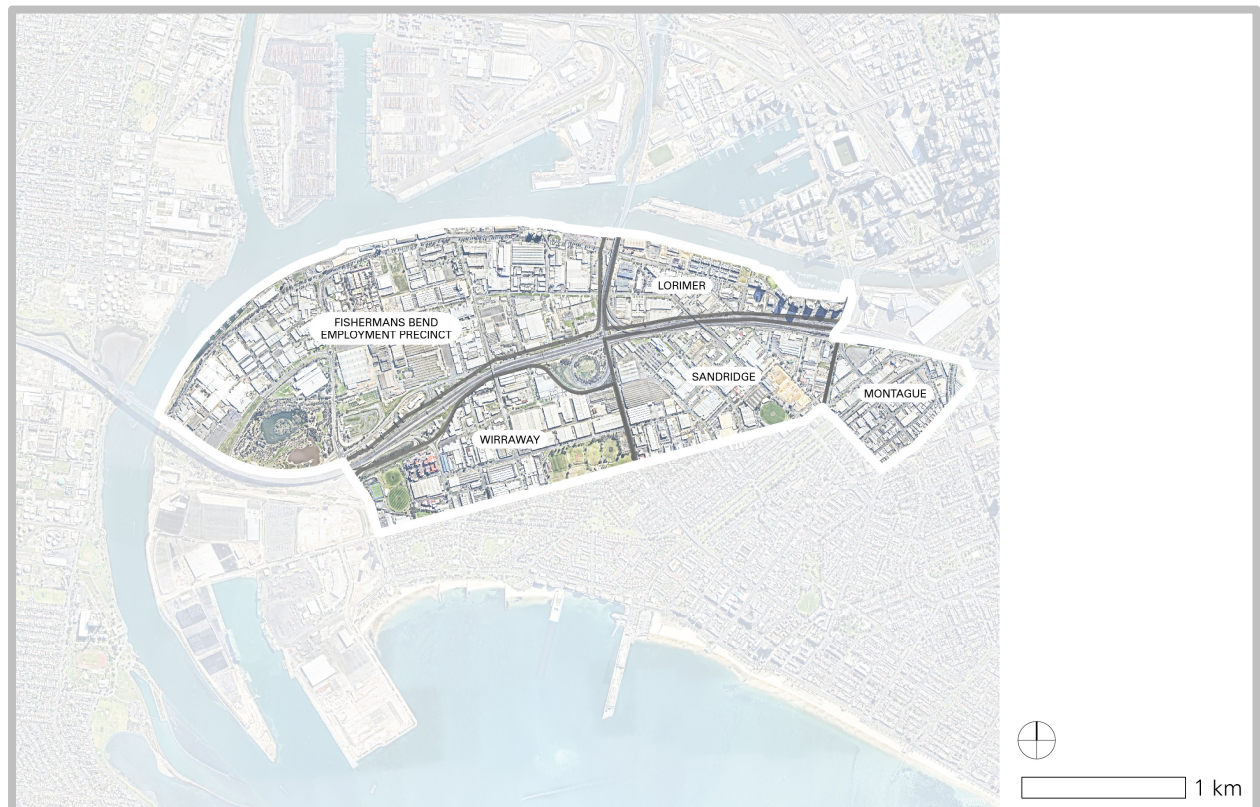 LORIMER
FISHERMANS BEND
EMPLOYMENT PRECINCT
SANDRIDGE
MONTAGUE
WIRRAWAY
1 km